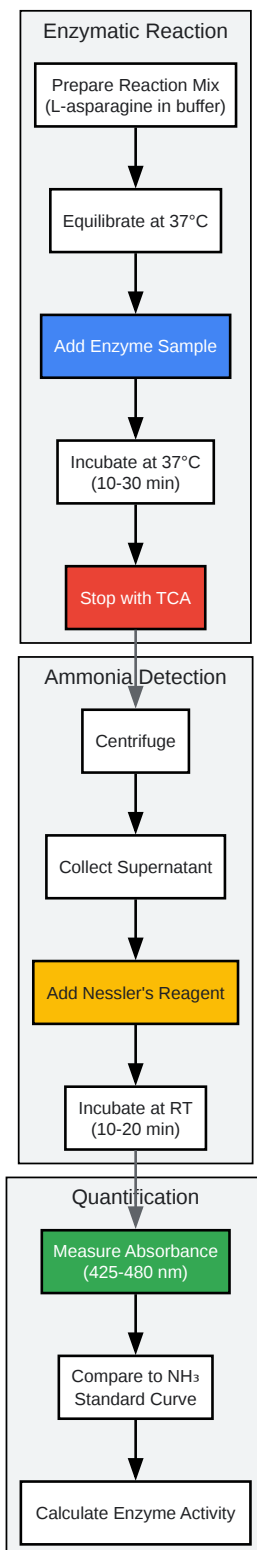 Enzymatic Reaction
Prepare Reaction Mix
(L-asparagine in buffer)
Equilibrate at 37°C
Add Enzyme Sample
Incubate at 37°C
(10-30 min)
Stop with TCA
Ammonia Detection
Centrifuge
Collect Supernatant
Add Nessler's Reagent
Incubate at RT
(10-20 min)
Quantification
Measure Absorbance
(425-480 nm)
Compare to NH₃
Standard Curve
Calculate Enzyme Activity